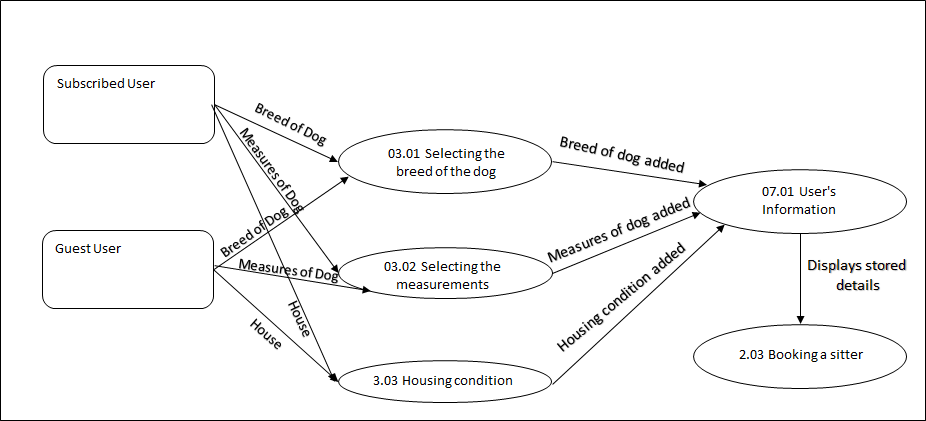 Subscribed User
Breed of Dog
Measures of Dog
03.01 Selecting the
breed of the dog
Breed of dog added
07.01 User's
Information
Guest User
Breed of Dog
Measures of Dog
03.02 Selecting the
measurements
Measures of dog added
Displays stored
details
House
House
Housing condition added
3.03 Housing condition
2.03 Booking a sitter